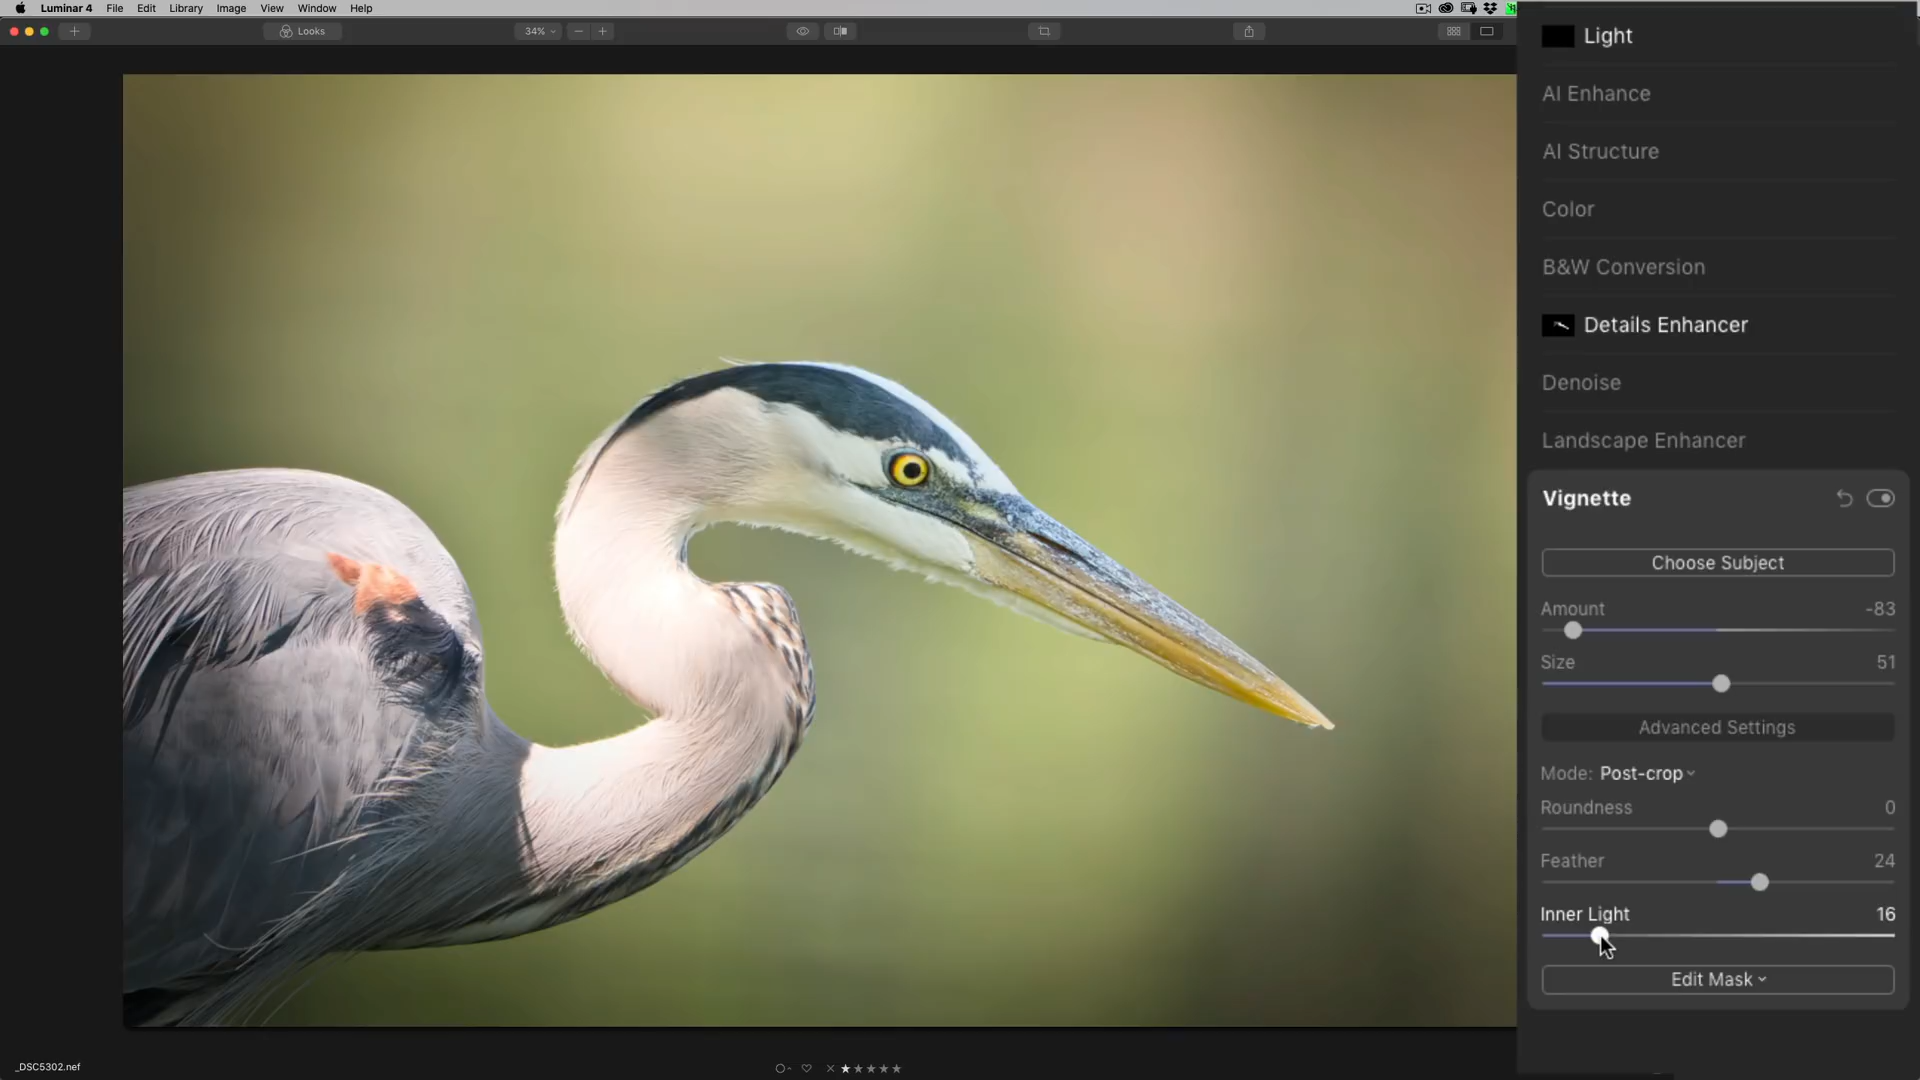 Luminar 4 File Edit Library Image View Window Help
Looks 34%
Light
AI Enhance
AI Structure
Color
B&W Conversion
Details Enhancer
Denoise
Landscape Enhancer
Vignette
Choose Subject
Amount -83
Size 51
Advanced Settings
Mode: Post-crop
Roundness 0
Feather 24
Inner Light 16
Edit Mask
_DSC5302.nef